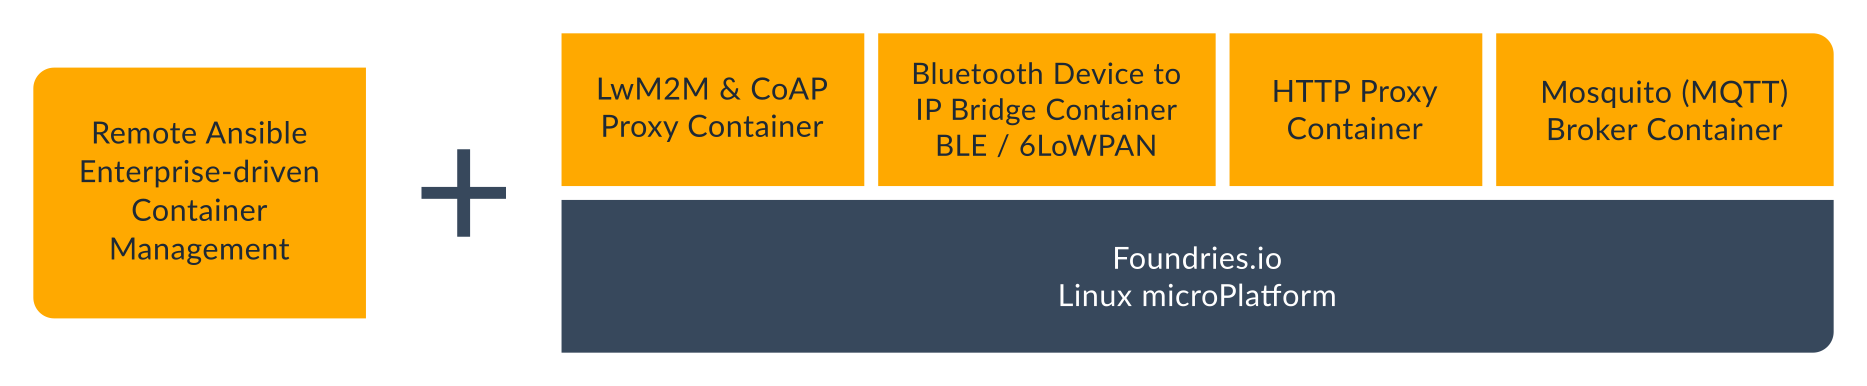 Remote Ansible
Enterprise-driven
Container
Management
LwM2M & CoAP
Proxy Container
Bluetooth Device to
IP Bridge Container
BLE / 6LoWPAN
HTTP Proxy
Container
Mosquito (MQTT)
Broker Container
Foundries.io
Linux microPlatform